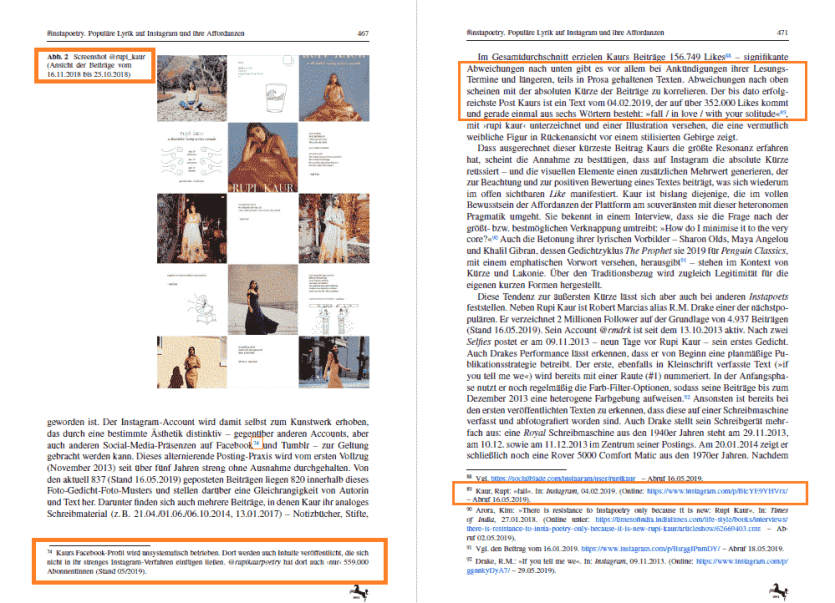 #instapoetry. Populäre Lyrik auf Instagram und ihre Affordanzen 467
Abb. 2 Screenshot @rupi_kaur
(Ansicht der Beiträge vom
16.11.2018 bis 25.10.2018)
RUPI KAUR
rupi kaur
RUPI KAUR
geworden ist. Der Instagram-Account wird damit selbst zum Kunstwerk erhoben,
das durch eine bestimmte Ästhetik distinktiv – gegenüber anderen Accounts, aber
auch anderen Social-Media-Präsenzen auf Facebook74 und Tumblr – zur Geltung
gebracht werden kann. Dieses alternierende Posting-Praxis wird vom ersten Vollzug
(November 2013) seit über fünf Jahren streng ohne Ausnahme durchgehalten. Von
den aktuell 837 (Stand 16.05.2019) geposteten Beiträgen liegen 820 innerhalb dieses
Foto-Gedicht-Foto-Musters und stellen darüber eine Gleichrangigkeit von Autorin
und Text her. Darunter finden sich auch mehrere Beiträge, in denen Kaur ihr analoges
Schreibmaterial (z. B. 21.04./01.06./06.10.2014, 13.01.2017) – Notizbücher, Stifte,
74 Kaurs Facebook-Profil wird unsystematisch betrieben. Dort werden auch Inhalte veröffentlicht, die sich
nicht in ihr strenges Instagram-Verfahren einfügen ließen. @rupikaurpoetry hat dort auch ›nur‹ 559.000
Abonnentinnen (Stand 05/2019).
#instapoetry. Populäre Lyrik auf Instagram und ihre Affordanzen 471
Im Gesamtdurchschnitt erzielen Kaurs Beiträge 156.749 Likes88 – signifikante
Abweichungen nach unten gibt es vor allem bei Ankündigungen ihrer Lesungs-
Termine und längeren, teils in Prosa gehaltenen Texten. Abweichungen nach oben
scheinen mit der absoluten Kürze der Beiträge zu korrelieren. Der bis dato erfolg-
reichste Post Kaurs ist ein Text vom 04.02.2019, der auf über 352.000 Likes kommt
und gerade einmal aus sechs Wörtern besteht: »fall / in love / with your solitude«89,
mit ›rupi kaur‹ unterzeichnet und einer Illustration versehen, die eine vermutlich
weibliche Figur in Rückenansicht vor einem stilisierten Gebirge zeigt.
Dass ausgerechnet dieser kürzeste Beitrag Kaurs die größte Resonanz erfahren
hat, scheint die Annahme zu bestätigen, dass auf Instagram die absolute Kürze
reüssiert – und die visuellen Elemente einen zusätzlichen Mehrwert generieren, der
zur Beachtung und zur positiven Bewertung eines Textes beiträgt, was sich wiederum
im offen sichtbaren Like manifestiert. Kaur ist bislang diejenige, die im vollen
Bewusstsein der Affordanzen der Plattform am souveränsten mit dieser heteronomen
Pragmatik umgeht. Sie bekennt in einem Interview, dass sie die Frage nach der
größt- bzw. bestmöglichen Verknappung umtreibt: »How do I minimise it to the very
core?«90 Auch die Betonung ihrer lyrischen Vorbilder – Sharon Olds, Maya Angelou
und Khalil Gibran, dessen Gedichtzyklus The Prophet sie 2019 für Penguin Classics,
mit einem emphatischen Vorwort versehen, herausgibt91 – stehen im Kontext von
Kürze und Lakonie. Über den Traditionsbezug wird zugleich Legitimität für die
eigenen kurzen Formen hergestellt.
Diese Tendenz zur äußersten Kürze lässt sich aber auch bei anderen Instapoets
feststellen. Neben Rupi Kaur ist Robert Marcias alias R.M. Drake einer der nächstpo-
pulären. Er verzeichnet 2 Millionen Follower auf der Grundlage von 4.937 Beiträgen
(Stand 16.05.2019). Sein Account @rmdrk ist seit dem 13.10.2013 aktiv. Nach zwei
Selfies postet er am 09.11.2013 – neun Tage vor Rupi Kaur – sein erstes Gedicht.
Auch Drakes Performance lässt erkennen, dass er von Beginn eine planmäßige Pu-
blikationsstrategie betreibt. Der erste, ebenfalls in Kleinschrift verfasste Text (»if
you tell me we«) wird bereits mit einer Raute (#1) nummeriert. In der Anfangspha-
se nutzt er noch regelmäßig die Farb-Filter-Optionen, sodass seine Beiträge bis zum
Dezember 2013 eine heterogene Farbgebung aufweisen.92 Ansonsten ist bereits bei
den ersten veröffentlichten Texten zu erkennen, dass diese auf einer Schreibmaschine
verfasst und abfotografiert worden sind. Auch Drake stellt sein Schreibgerät mehr-
fach aus: eine Royal Schreibmaschine aus den 1940er Jahren steht am 29.11.2013,
am 10.12. sowie am 11.12.2013 im Zentrum seiner Postings. Am 20.01.2014 zeigt er
schließlich noch eine Rover 5000 Comfort Matic aus den 1970er Jahren. Nachdem
88 Vgl. https://socialblade.com/instagram/user/rupikaur – Abruf 16.05.2019.
89 Kaur, Rupi: »fall«. In: Instagram, 04.02.2019. (Online: https://www.instagram.com/p/BtcYE9YHVrx/
– Abruf 16.05.2019).
90 Arora, Kim: »There is resistance to Instapoetry only because it is new: Rupi Kaur«. In: Times
of India, 27.01.2018. (Online unter: https://timesofindia.indiatimes.com/life-style/books/interviews/
there-is-resistance-to-insta-poetry-only-because-it-is-new-rupi-kaur/articleshow/62669403.cms – Ab-
ruf 02.05.2019).
91 Vgl. den Beitrag vom 16.01.2019. https://www.instagram.com/p/BsrggJPnmDY/ – Abruf 18.05.2019.
92 Drake, R.M.: »If you tell me we«. In: Instagram, 09.11.2013. (Online: https://www.instagram.com/p/
ggnnkyDyA7/ – 29.05.2019).